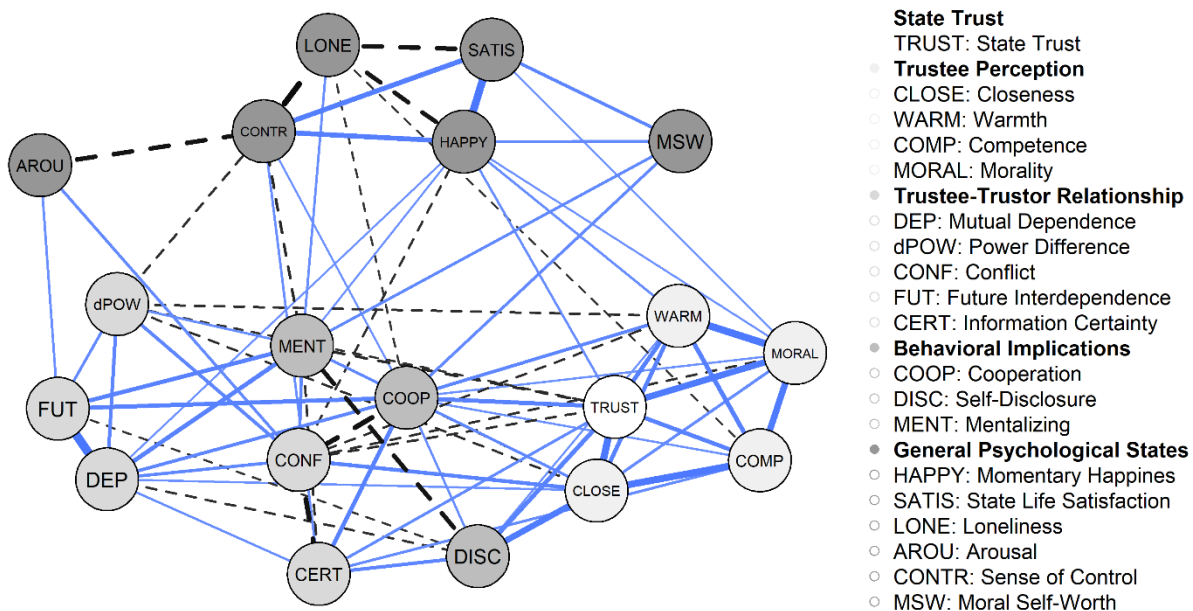 LONE
SATIS
CONTR
HAPPY
MSW
AROU
dPOW
WARM
MENT
MORAL
COOP
FUT
TRUST
CONF
COMP
DEP
CLOSE
DISC
CERT
State Trust
TRUST: State Trust
Trustee Perception
CLOSE: Closeness
WARM: Warmth
COMP: Competence
MORAL: Morality
Trustee-Trustor Relationship
DEP: Mutual Dependence
dPOW: Power Difference
CONF: Conflict
FUT: Future Interdependence
CERT: Information Certainty
Behavioral Implications
COOP: Cooperation
DISC: Self-Disclosure
MENT: Mentalizing
General Psychological States
HAPPY: Momentary Happines
SATIS: State Life Satisfaction
LONE: Loneliness
AROU: Arousal
CONTR: Sense of Control
MSW: Moral Self-Worth